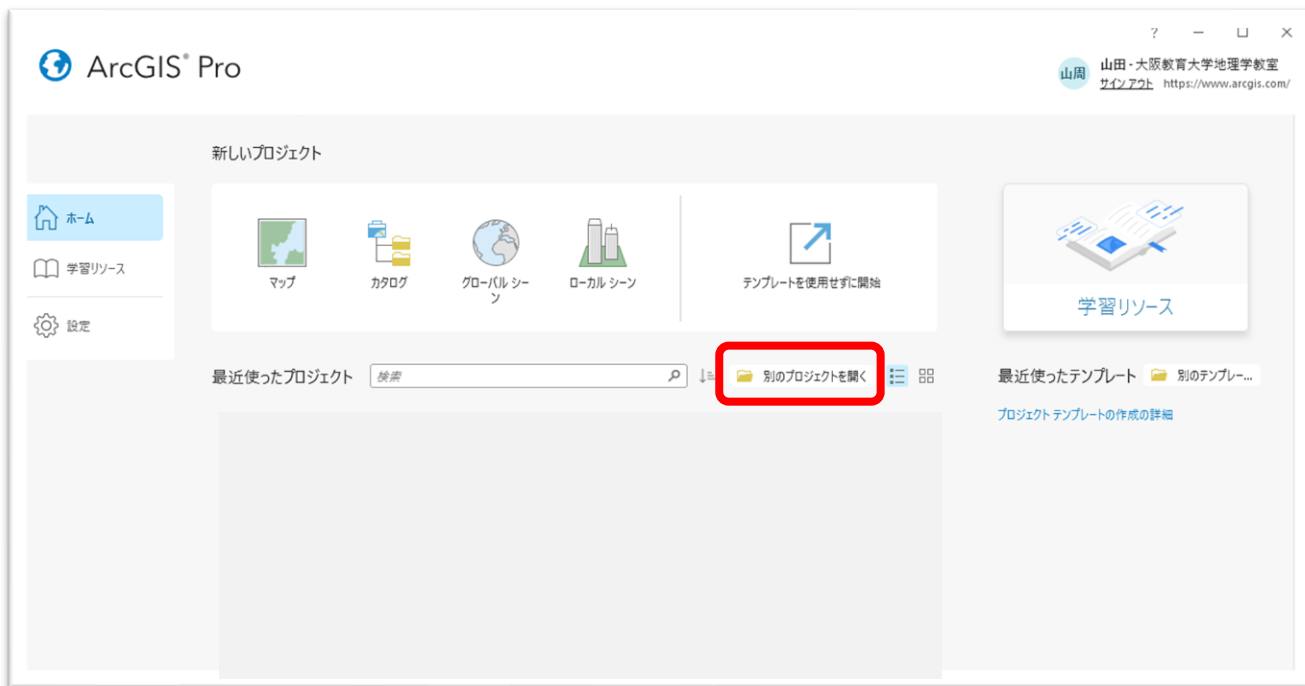 ArcGIS® Pro
?
山周
山田 - 大阪教育大学地理学教室
サイン アウト https://www.arcgis.com/
新しいプロジェクト
ホーム
学習リソース
設定
マップ
カタログ
グローバル シー
ン
ローカル シーン
テンプレートを使用せずに開始
学習リソース
最近使ったプロジェクト 検索 別のプロジェクトを開く
最近使ったテンプレート 別のテンプレー...
プロジェクト テンプレートの作成の詳細